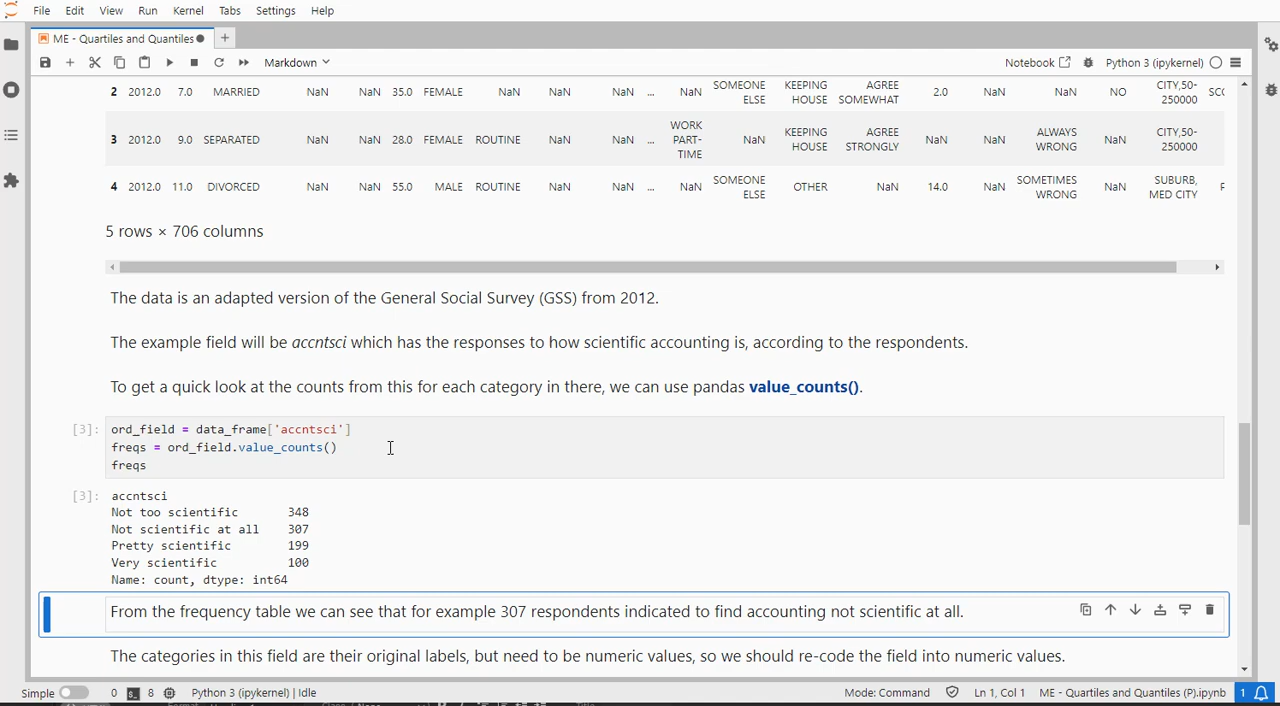 File Edit View Run Kernel Tabs Settings Help
ME - Quartiles and Quantiles
Markdown Notebook Python 3 (ipykernel)
2 2012.0 7.0 MARRIED NaN NaN 35.0 FEMALE NaN NaN NaN ... NaN SOMEONE ELSE KEEPING HOUSE AGREE SOMEWHAT 2.0 NaN NaN NO CITY,50-250000
3 2012.0 9.0 SEPARATED NaN NaN 28.0 FEMALE ROUTINE NaN NaN ... WORK PART-TIME NaN KEEPING HOUSE AGREE STRONGLY NaN NaN ALWAYS WRONG NaN CITY,50-250000
4 2012.0 11.0 DIVORCED NaN NaN 55.0 MALE ROUTINE NaN NaN ... NaN SOMEONE ELSE OTHER NaN 14.0 NaN SOMETIMES WRONG NaN SUBURB, MED CITY
5 rows × 706 columns
The data is an adapted version of the General Social Survey (GSS) from 2012.
The example field will be accntsci which has the responses to how scientific accounting is, according to the respondents.
To get a quick look at the counts from this for each category in there, we can use pandas value_counts().
[3]: ord_field = data_frame['accntsci']
freqs = ord_field.value_counts()
freqs
[3]: accntsci
Not too scientific 348
Not scientific at all 307
Pretty scientific 199
Very scientific 100
Name: count, dtype: int64
From the frequency table we can see that for example 307 respondents indicated to find accounting not scientific at all.
The categories in this field are their original labels, but need to be numeric values, so we should re-code the field into numeric values.
Simple 0 8 Python 3 (ipykernel) | Idle Mode: Command Ln 1, Col 1 ME - Quartiles and Quantiles (P).ipynb 1